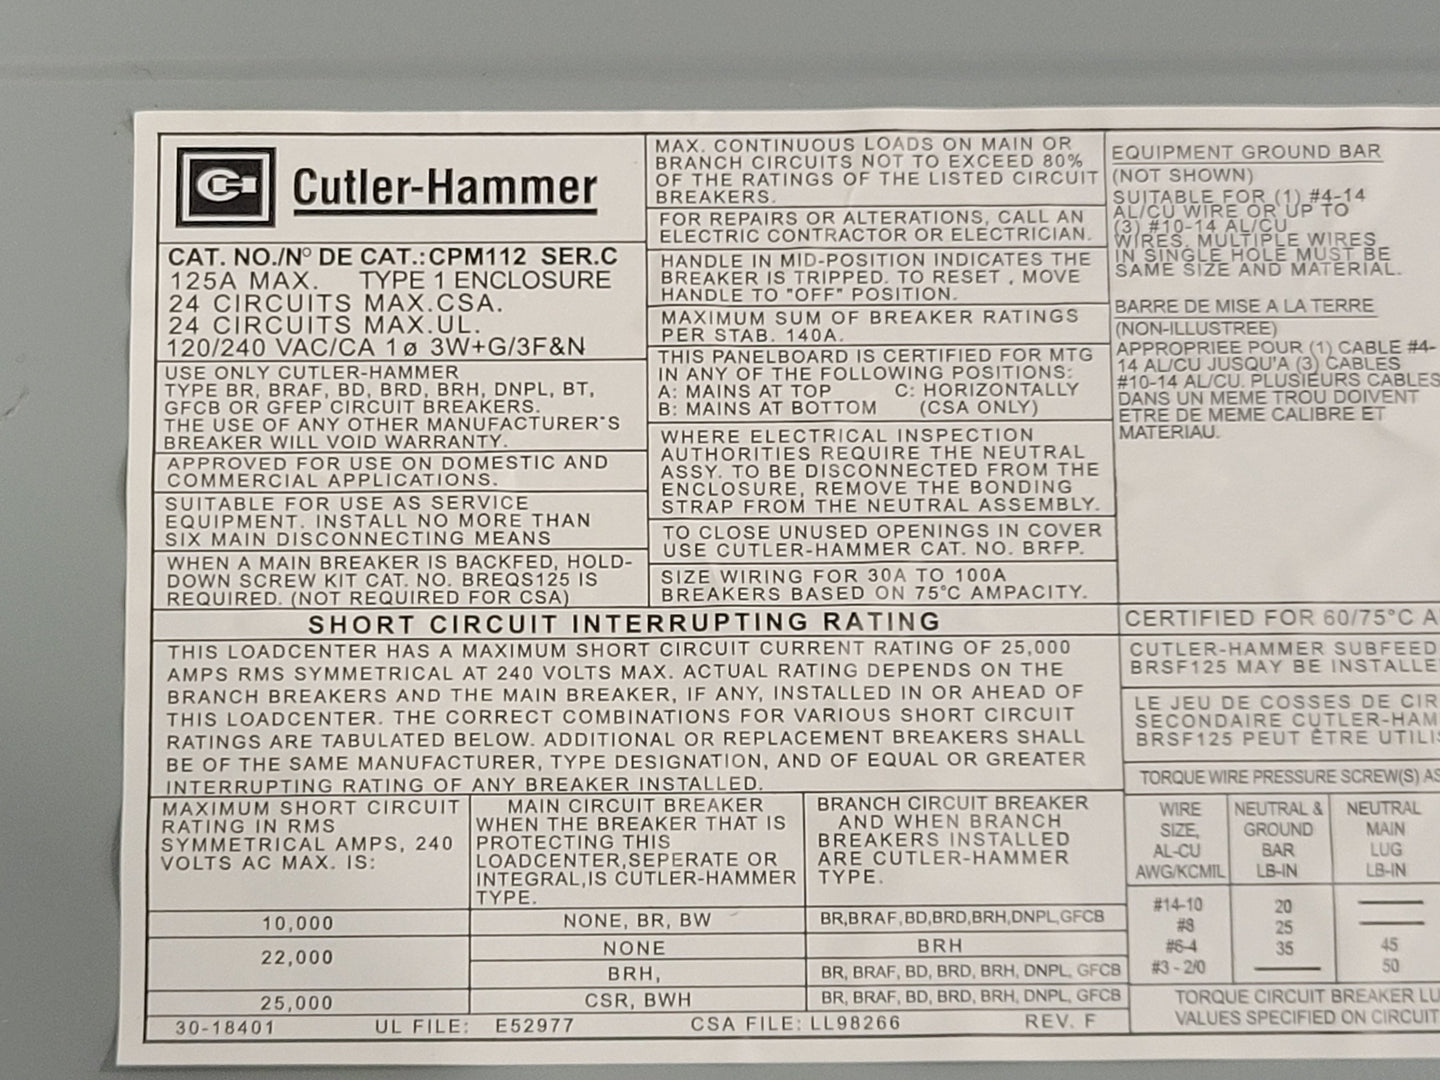 Cutler-Hammer
CAT. NO./Nº DE CAT.:CPM112 SER.C
125A MAX. TYPE 1 ENCLOSURE
24 CIRCUITS MAX.CSA.
24 CIRCUITS MAX.UL.
120/240 VAC/CA 1ø 3W+G/3F&N
USE ONLY CUTLER-HAMMER
TYPE BR, BRAF, BD, BRD, BRH, DNPL, BT,
GFCB OR GFEP CIRCUIT BREAKERS.
THE USE OF ANY OTHER MANUFACTURER'S
BREAKER WILL VOID WARRANTY.
APPROVED FOR USE ON DOMESTIC AND
COMMERCIAL APPLICATIONS.
SUITABLE FOR USE AS SERVICE
EQUIPMENT. INSTALL NO MORE THAN
SIX MAIN DISCONNECTING MEANS
WHEN A MAIN BREAKER IS BACKFED, HOLD-
DOWN SCREW KIT CAT. NO. BREQS125 IS
REQUIRED. (NOT REQUIRED FOR CSA)
MAX. CONTINUOUS LOADS ON MAIN OR
BRANCH CIRCUITS NOT TO EXCEED 80%
OF THE RATINGS OF THE LISTED CIRCUIT
BREAKERS.
FOR REPAIRS OR ALTERATIONS, CALL AN
ELECTRIC CONTRACTOR OR ELECTRICIAN.
HANDLE IN MID-POSITION INDICATES THE
BREAKER IS TRIPPED. TO RESET , MOVE
HANDLE TO "OFF" POSITION.
MAXIMUM SUM OF BREAKER RATINGS
PER STAB. 140A.
THIS PANELBOARD IS CERTIFIED FOR MTG
IN ANY OF THE FOLLOWING POSITIONS:
A: MAINS AT TOP C: HORIZONTALLY
B: MAINS AT BOTTOM (CSA ONLY)
WHERE ELECTRICAL INSPECTION
AUTHORITIES REQUIRE THE NEUTRAL
ASSY. TO BE DISCONNECTED FROM THE
ENCLOSURE, REMOVE THE BONDING
STRAP FROM THE NEUTRAL ASSEMBLY.
TO CLOSE UNUSED OPENINGS IN COVER
USE CUTLER-HAMMER CAT. NO. BRFP.
SIZE WIRING FOR 30A TO 100A
BREAKERS BASED ON 75°C AMPACITY.
EQUIPMENT GROUND BAR
(NOT SHOWN)
SUITABLE FOR (1) #4-14
AL/CU WIRE OR UP TO
(3) #10-14 AL/CU
WIRES. MULTIPLE WIRES
IN SINGLE HOLE MUST BE
SAME SIZE AND MATERIAL.
BARRE DE MISE A LA TERRE
(NON-ILLUSTREE)
APPROPRIEE POUR (1) CABLE #4-
14 AL/CU JUSQU'A (3) CABLES
#10-14 AL/CU. PLUSIEURS CABLES
DANS UN MEME TROU DOIVENT
ETRE DE MEME CALIBRE ET
MATERIAU.
SHORT CIRCUIT INTERRUPTING RATING
THIS LOADCENTER HAS A MAXIMUM SHORT CIRCUIT CURRENT RATING OF 25,000
AMPS RMS SYMMETRICAL AT 240 VOLTS MAX. ACTUAL RATING DEPENDS ON THE
BRANCH BREAKERS AND THE MAIN BREAKER, IF ANY, INSTALLED IN OR AHEAD OF
THIS LOADCENTER. THE CORRECT COMBINATIONS FOR VARIOUS SHORT CIRCUIT
RATINGS ARE TABULATED BELOW. ADDITIONAL OR REPLACEMENT BREAKERS SHALL
BE OF THE SAME MANUFACTURER, TYPE DESIGNATION, AND OF EQUAL OR GREATER
INTERRUPTING RATING OF ANY BREAKER INSTALLED.
MAXIMUM SHORT CIRCUIT
RATING IN RMS
SYMMETRICAL AMPS, 240
VOLTS AC MAX. IS:
MAIN CIRCUIT BREAKER
WHEN THE BREAKER THAT IS
PROTECTING THIS
LOADCENTER,SEPERATE OR
INTEGRAL,IS CUTLER-HAMMER
TYPE.
BRANCH CIRCUIT BREAKER
AND WHEN BRANCH
BREAKERS INSTALLED
ARE CUTLER-HAMMER
TYPE.
10,000 NONE, BR, BW BR,BRAF,BD,BRD,BRH,DNPL,GFCB
22,000 NONE BRH
BRH, BR, BRAF, BD, BRD, BRH, DNPL, GFCB
25,000 CSR, BWH BR, BRAF, BD, BRD, BRH, DNPL, GFCB
30-18401 UL FILE: E52977 CSA FILE: LL98266 REV. F
CERTIFIED FOR 60/75°C A
CUTLER-HAMMER SUBFEED
BRSF125 MAY BE INSTALLE
LE JEU DE COSSES DE CIR
SECONDAIRE CUTLER-HAM
BRSF125 PEUT ÊTRE UTILIS
TORQUE WIRE PRESSURE SCREW(S) AS
WIRE
SIZE,
AL-CU
AWG/KCMIL
NEUTRAL &
GROUND
BAR
LB-IN
NEUTRAL
MAIN
LUG
LB-IN
#14-10 20
#8 25
#6-4 35 45
#3 - 2/0 50
TORQUE CIRCUIT BREAKER LU
VALUES SPECIFIED ON CIRCUIT